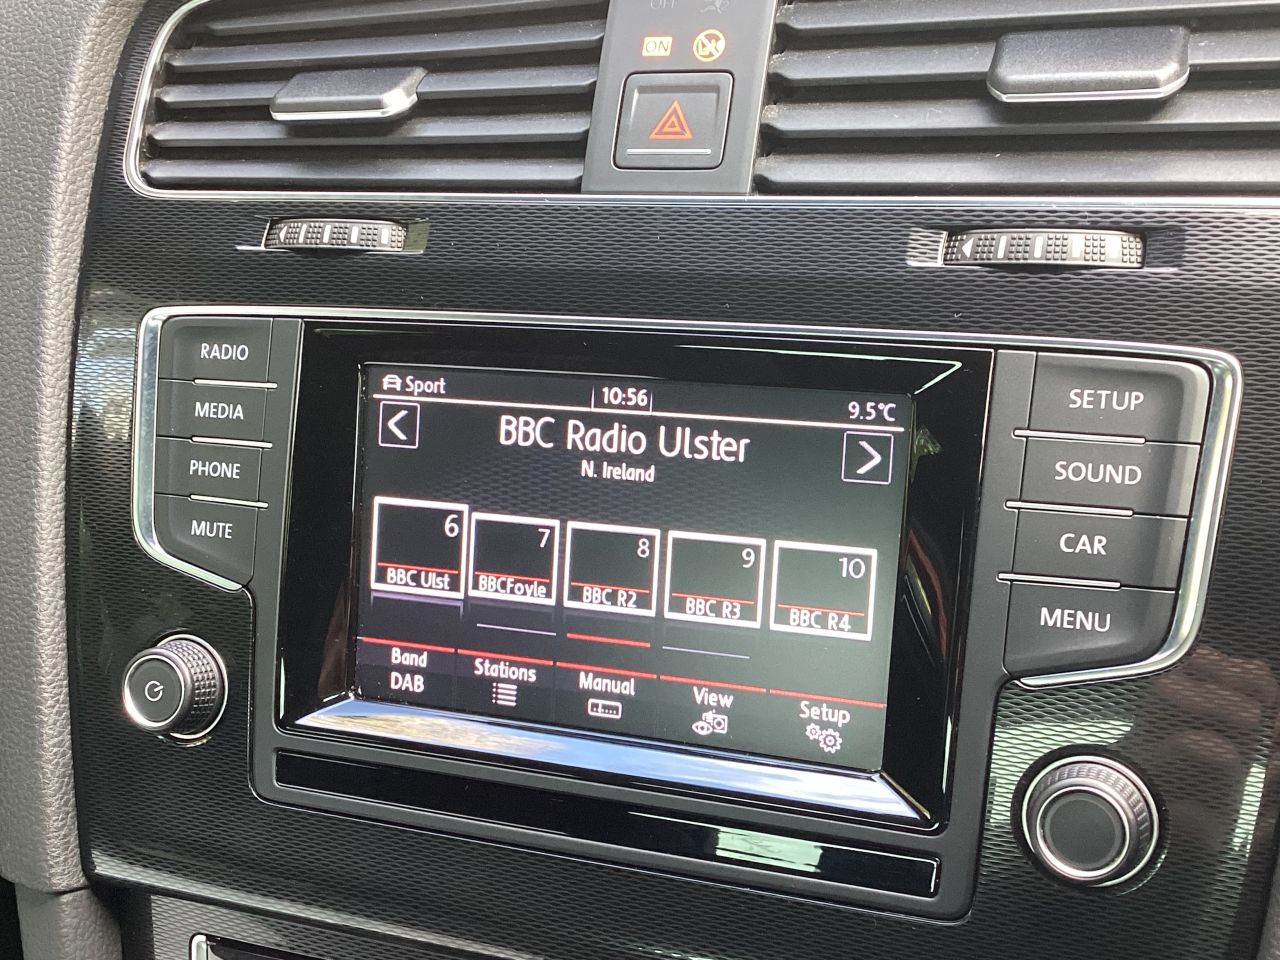 OFF
ON
RADIO
MEDIA
PHONE
MUTE
Sport
10:56
9.5°C
BBC Radio Ulster
N. Ireland
6
BBC Ulst
7
BBCFoyle
8
BBC R2
9
BBC R3
10
BBC R4
Band
DAB
Stations
Manual
View
Setup
SETUP
SOUND
CAR
MENU